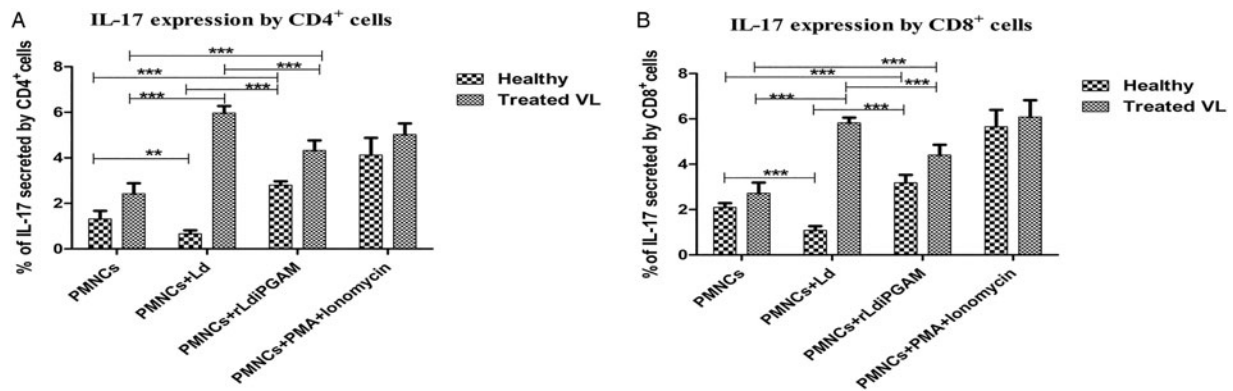 A
IL-17 expression by CD4+ cells
% of IL-17 secreted by CD4+cells
8
6
4
2
0
***
***
***
***
***
**
Healthy
Treated VL
PMNCs
PMNCs+Ld
PMNCs+rLdiPGAM
PMNCs+PMA+Ionomycin
B
IL-17 expression by CD8+ cells
%of IL-17 secreted by CD8+cells
8
6
4
2
0
***
***
***
***
***
***
Healthy
Treated VL
PMNCs
PMNCs+Ld
PMNCs+rLdiPGAM
PMNCs+PMA+Ionomycin